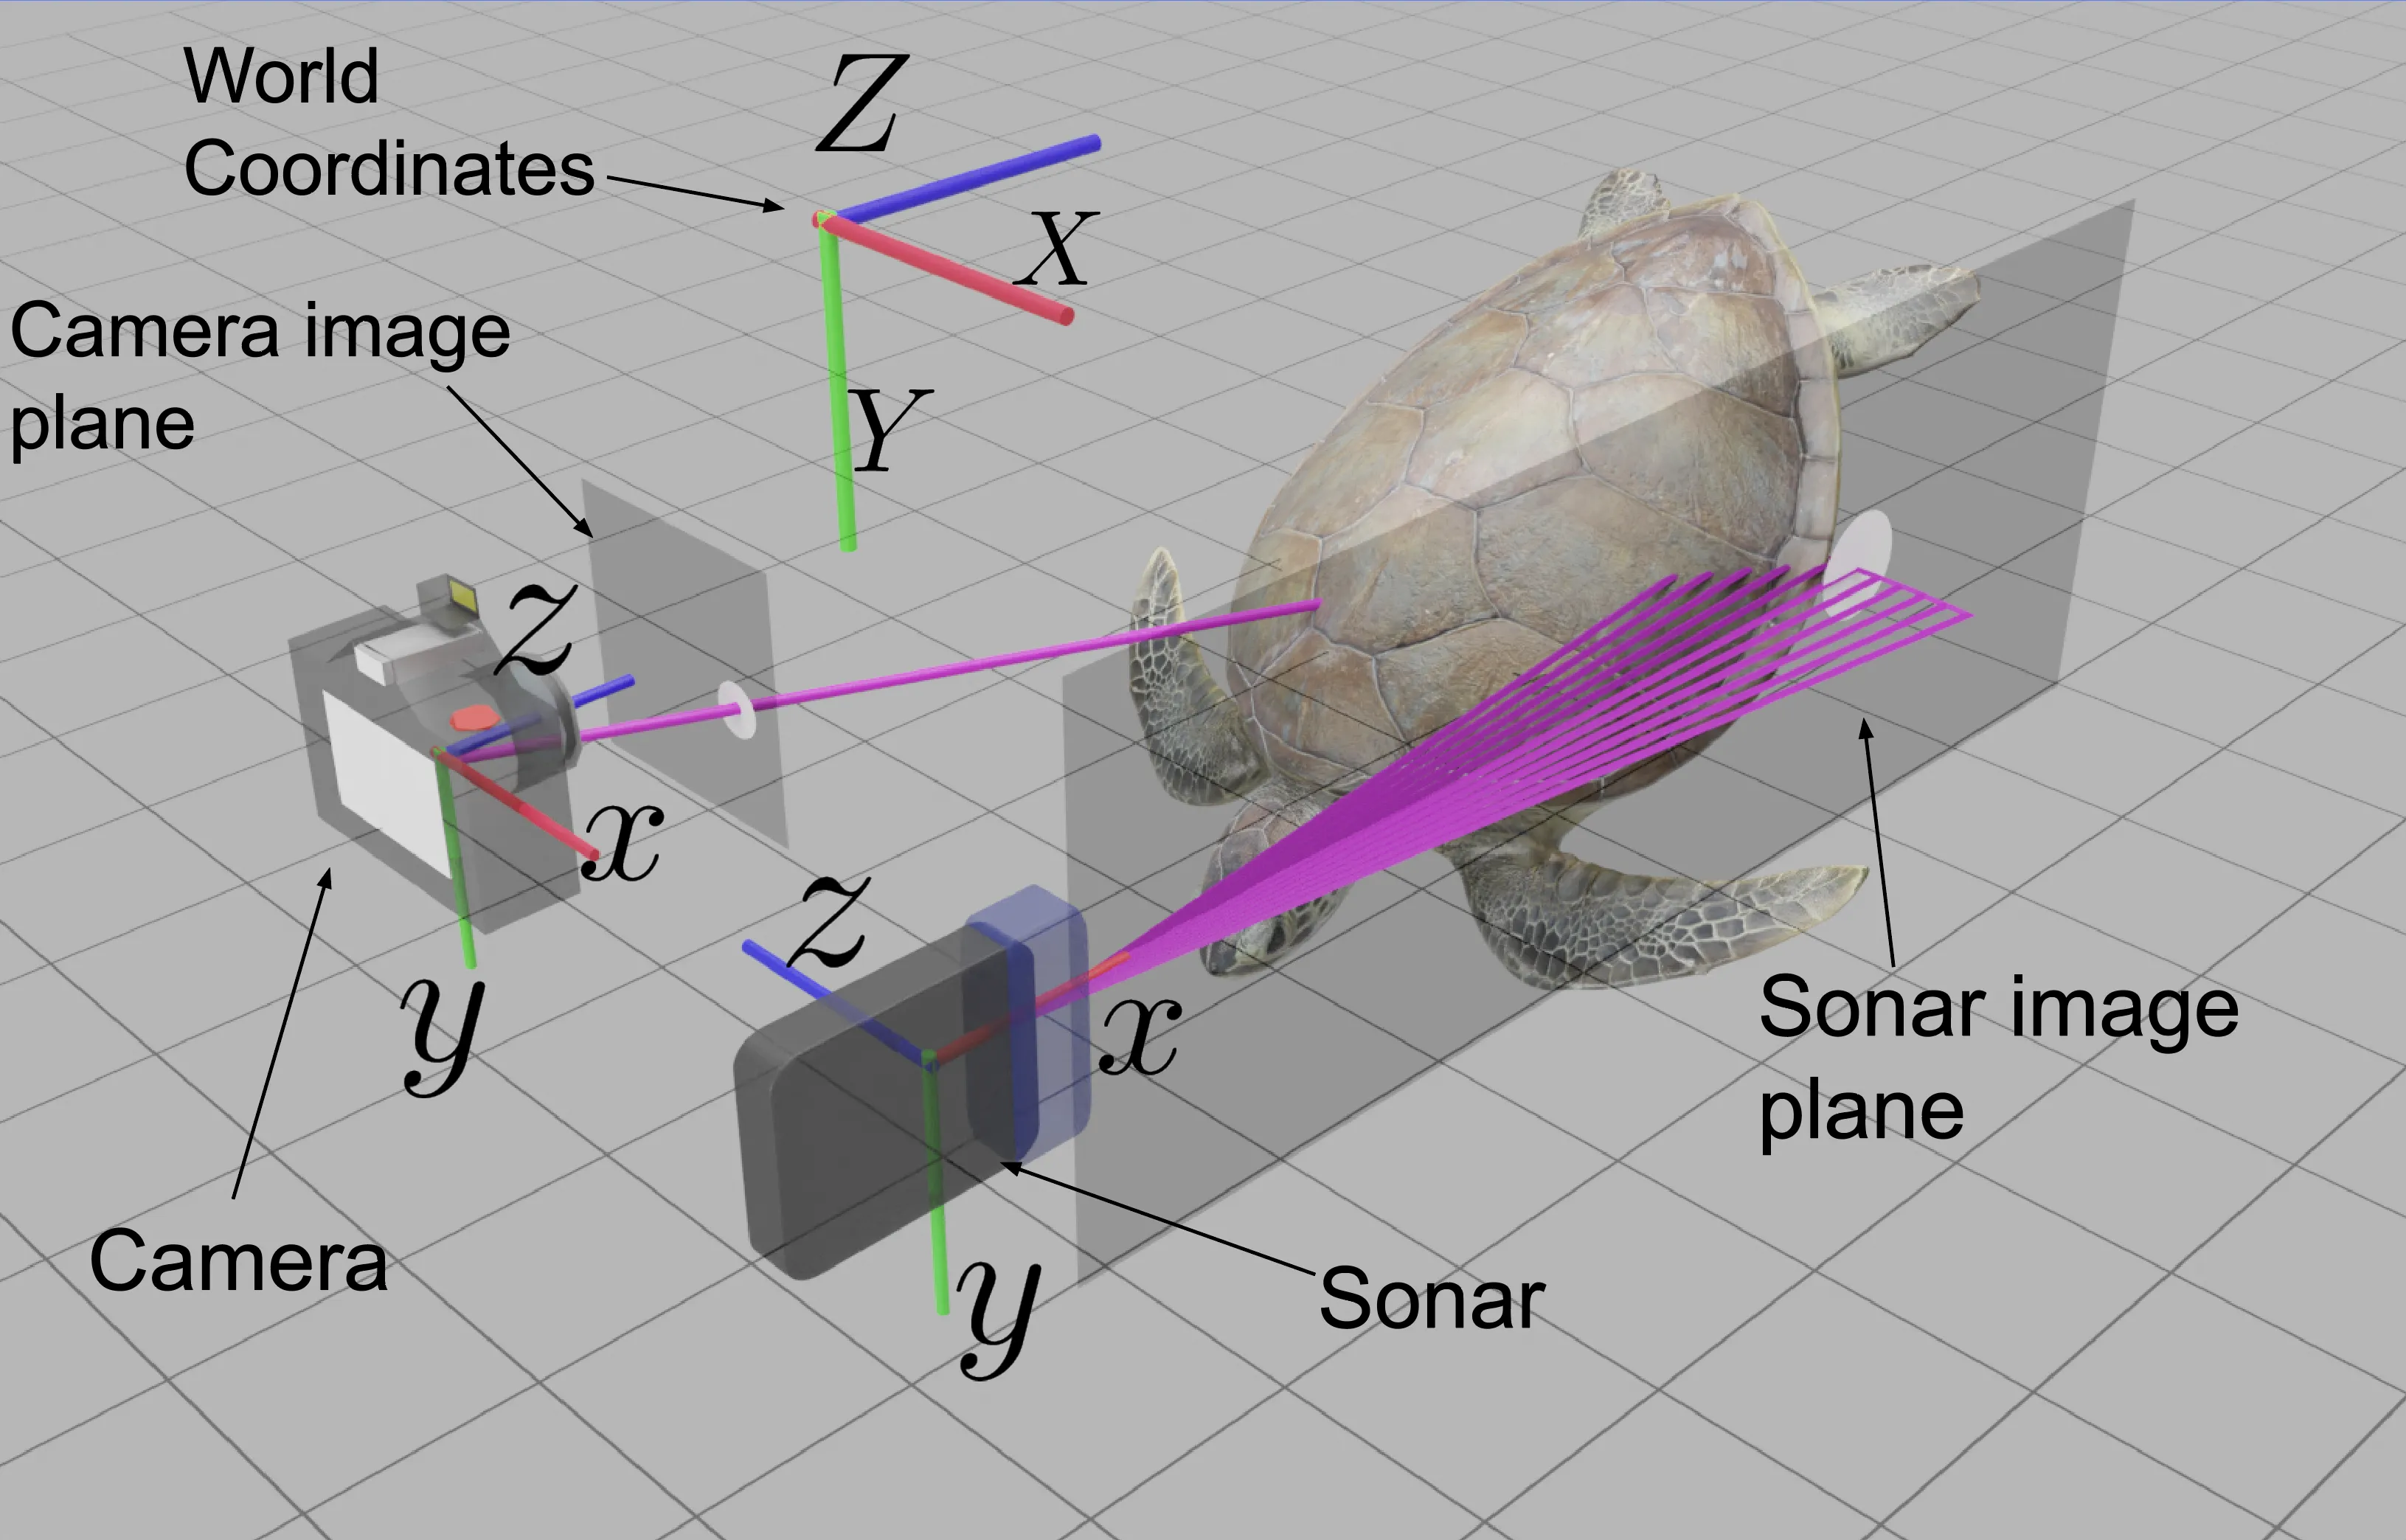 World
Coordinates
Z
X
Y
Camera image
plane
z
x
y
z
x
y
Camera
Sonar
Sonar image
plane